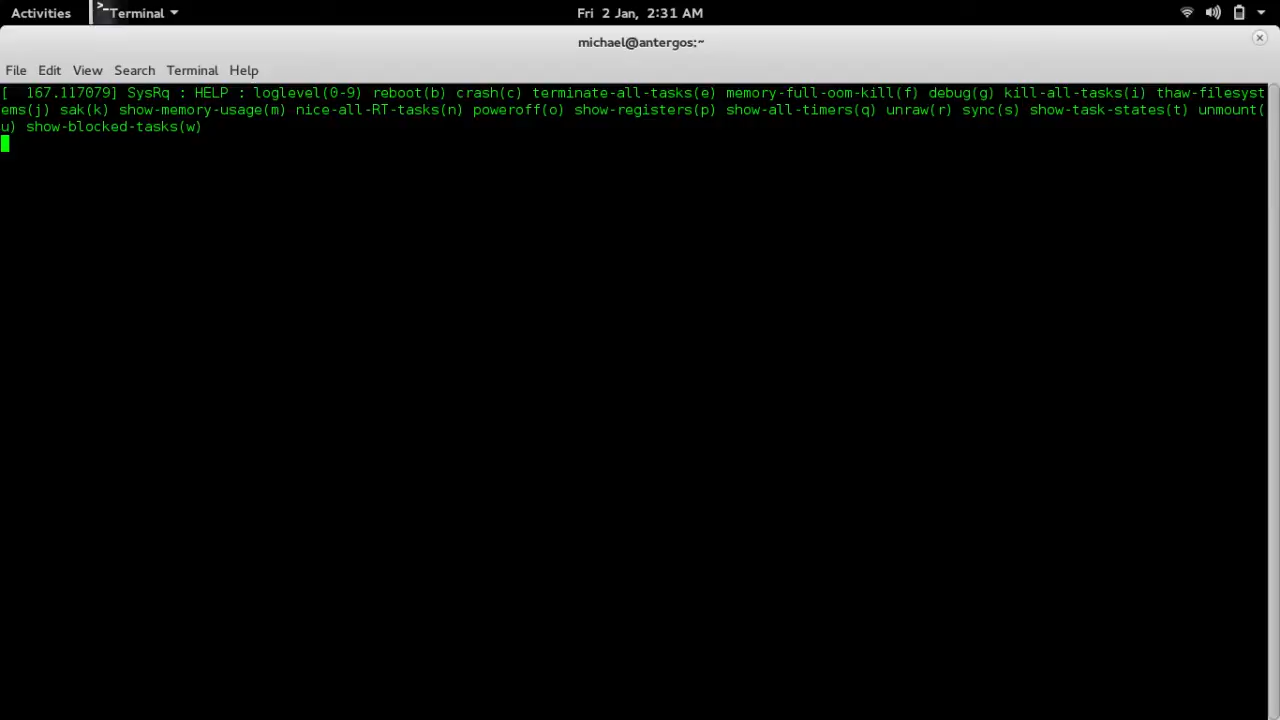 Activities Terminal Fri 2 Jan, 2:31 AM
michael@antergos:~
File Edit View Search Terminal Help
[  167.117079] SysRq : HELP : loglevel(0-9) reboot(b) crash(c) terminate-all-tasks(e) memory-full-oom-kill(f) debug(g) kill-all-tasks(i) thaw-filesyst
ems(j) sak(k) show-memory-usage(m) nice-all-RT-tasks(n) poweroff(o) show-registers(p) show-all-timers(q) unraw(r) sync(s) show-task-states(t) unmount(
u) show-blocked-tasks(w)